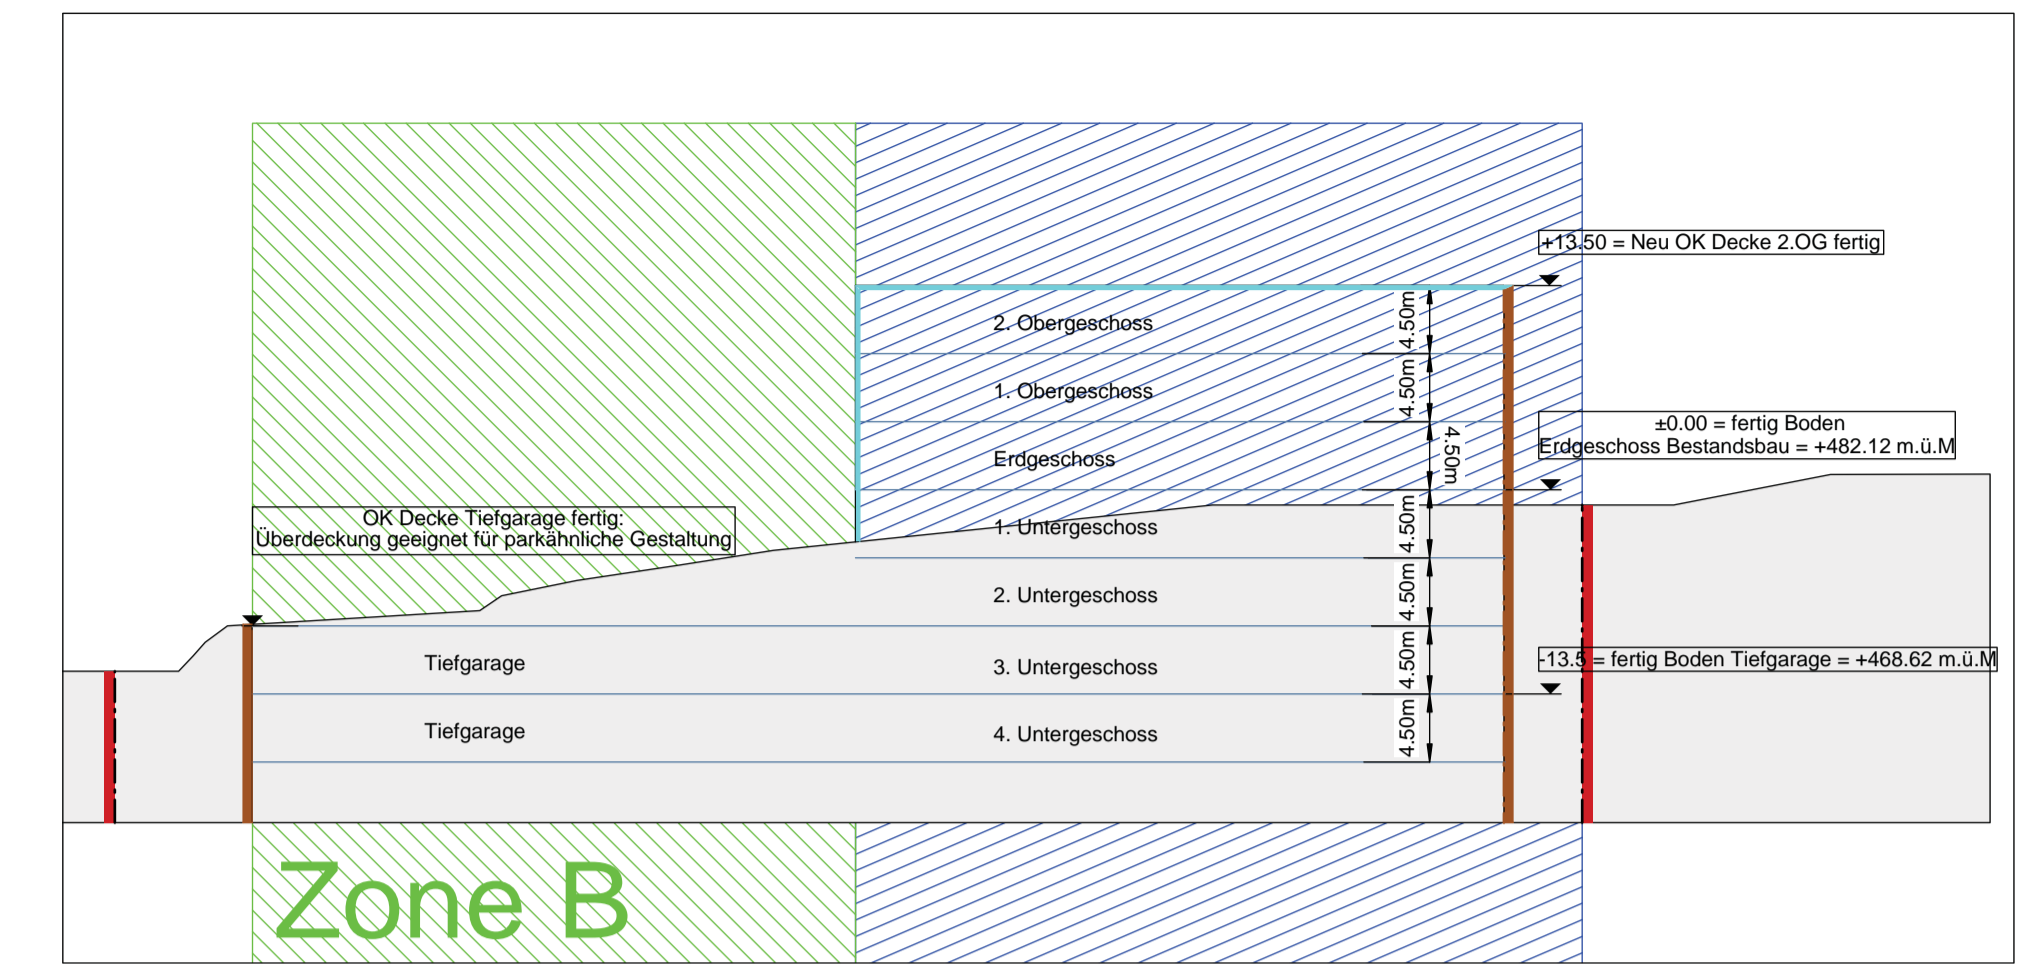 +13.50 = Neu OK Decke 2.OG fertig
2. Obergeschoss
4.50m
1. Obergeschoss
4.50m
±0.00 = fertig Boden
Erdgeschoss Bestandsbau = +482.12 m.ü.M
Erdgeschoss
4.50m
OK Decke Tiefgarage fertig:
Überdeckung geeignet für parkähnliche Gestaltung
1. Untergeschoss
4.50m
2. Untergeschoss
4.50m
Tiefgarage
3. Untergeschoss
4.50m
-13.5 = fertig Boden Tiefgarage = +468.62 m.ü.M
Tiefgarage
4. Untergeschoss
4.50m
Zone B